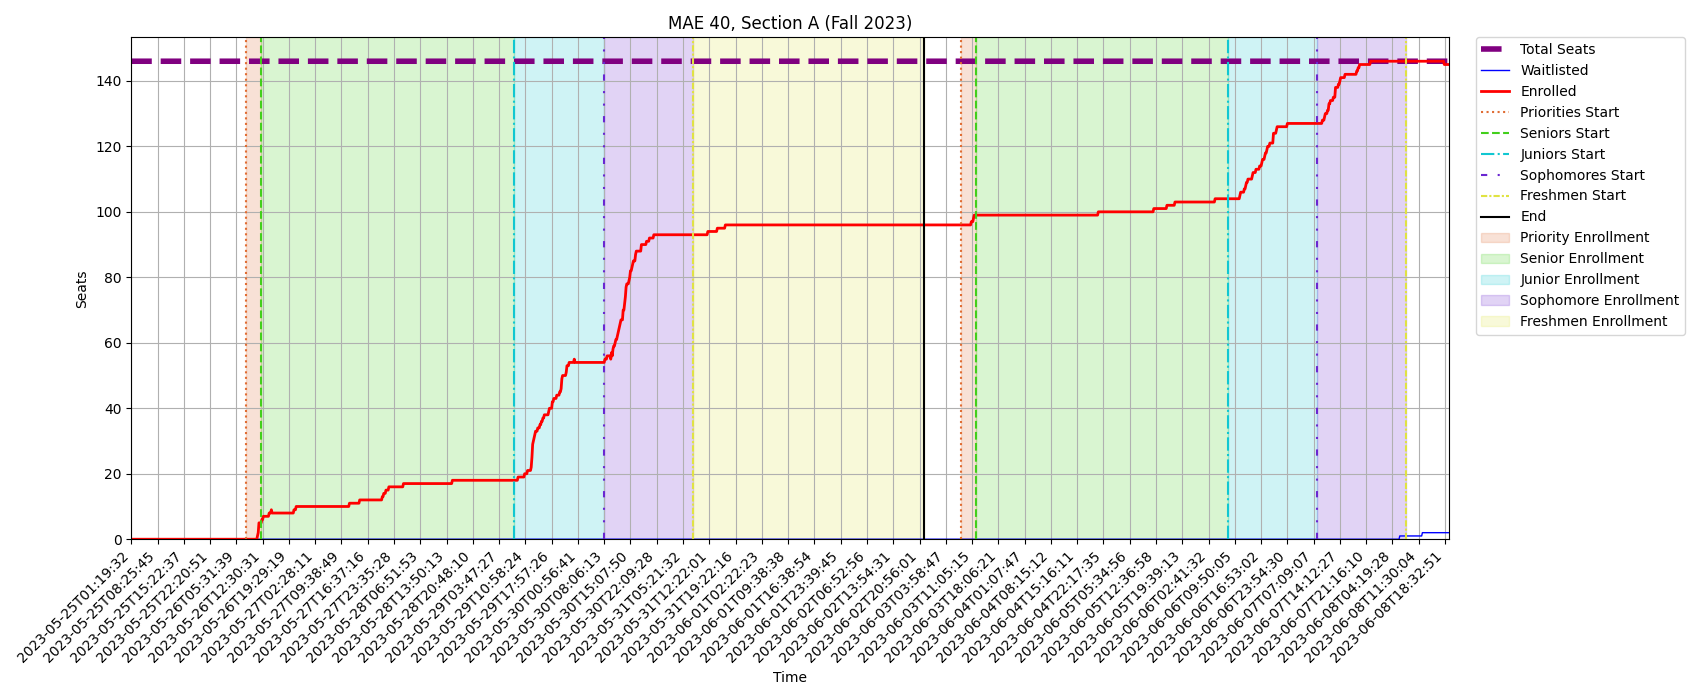 MAE 40, Section A (Fall 2023)
Seats
0
20
40
60
80
100
120
140
2023-05-25T01:19:32
2023-05-25T08:25:45
2023-05-25T15:22:37
2023-05-25T22:20:51
2023-05-26T05:31:39
2023-05-26T12:30:31
2023-05-26T19:29:19
2023-05-27T02:28:11
2023-05-27T09:38:49
2023-05-27T16:37:16
2023-05-27T23:35:28
2023-05-28T06:51:53
2023-05-28T13:50:13
2023-05-28T20:48:10
2023-05-29T03:47:27
2023-05-29T10:58:24
2023-05-29T17:57:26
2023-05-30T00:56:41
2023-05-30T08:06:13
2023-05-30T15:07:50
2023-05-30T22:09:28
2023-05-31T05:21:32
2023-05-31T12:22:01
2023-05-31T19:22:16
2023-06-01T02:22:23
2023-06-01T09:38:38
2023-06-01T16:38:54
2023-06-01T23:39:45
2023-06-02T06:52:56
2023-06-02T13:54:31
2023-06-02T20:56:01
2023-06-03T03:58:47
2023-06-03T11:05:15
2023-06-03T18:06:21
2023-06-04T01:07:47
2023-06-04T08:15:12
2023-06-04T15:16:11
2023-06-04T22:17:35
2023-06-05T05:34:56
2023-06-05T12:36:58
2023-06-05T19:39:13
2023-06-06T02:41:32
2023-06-06T09:50:05
2023-06-06T16:53:02
2023-06-06T23:54:30
2023-06-07T07:09:07
2023-06-07T14:12:27
2023-06-07T21:16:10
2023-06-08T04:19:28
2023-06-08T11:30:04
2023-06-08T18:32:51
Time
Total Seats
Waitlisted
Enrolled
Priorities Start
Seniors Start
Juniors Start
Sophomores Start
Freshmen Start
End
Priority Enrollment
Senior Enrollment
Junior Enrollment
Sophomore Enrollment
Freshmen Enrollment